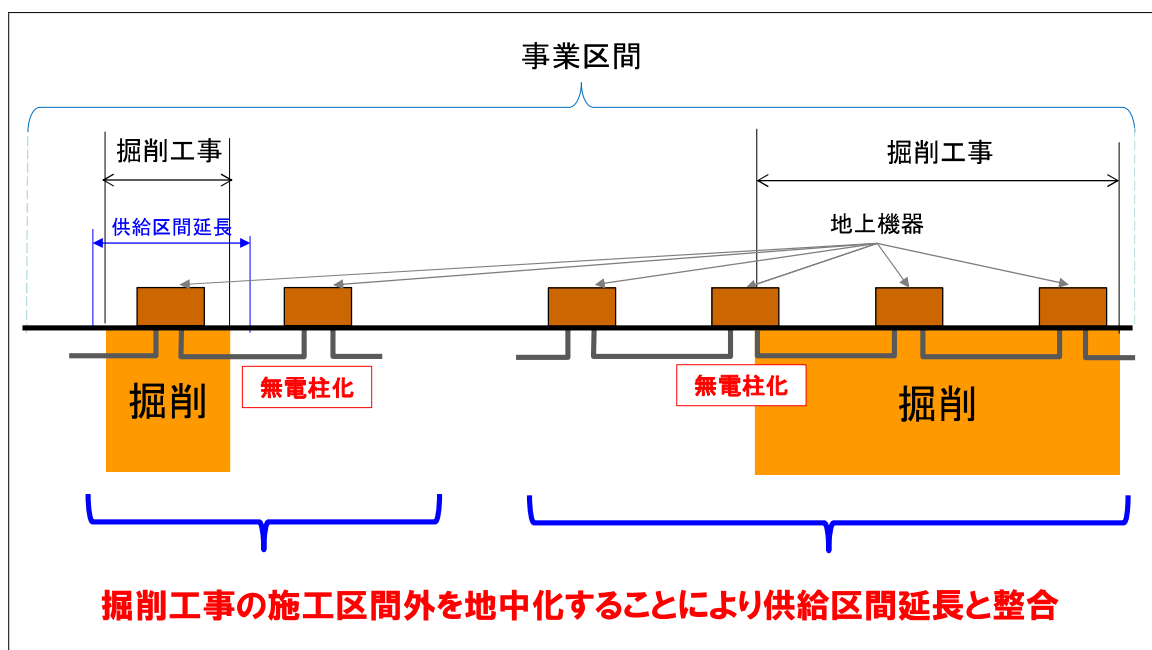 事業区間
掘削工事
掘削工事
供給区間延長
地上機器
無電柱化
無電柱化
掘削
掘削
掘削工事の施工区間外を地中化することにより供給区間延長と整合